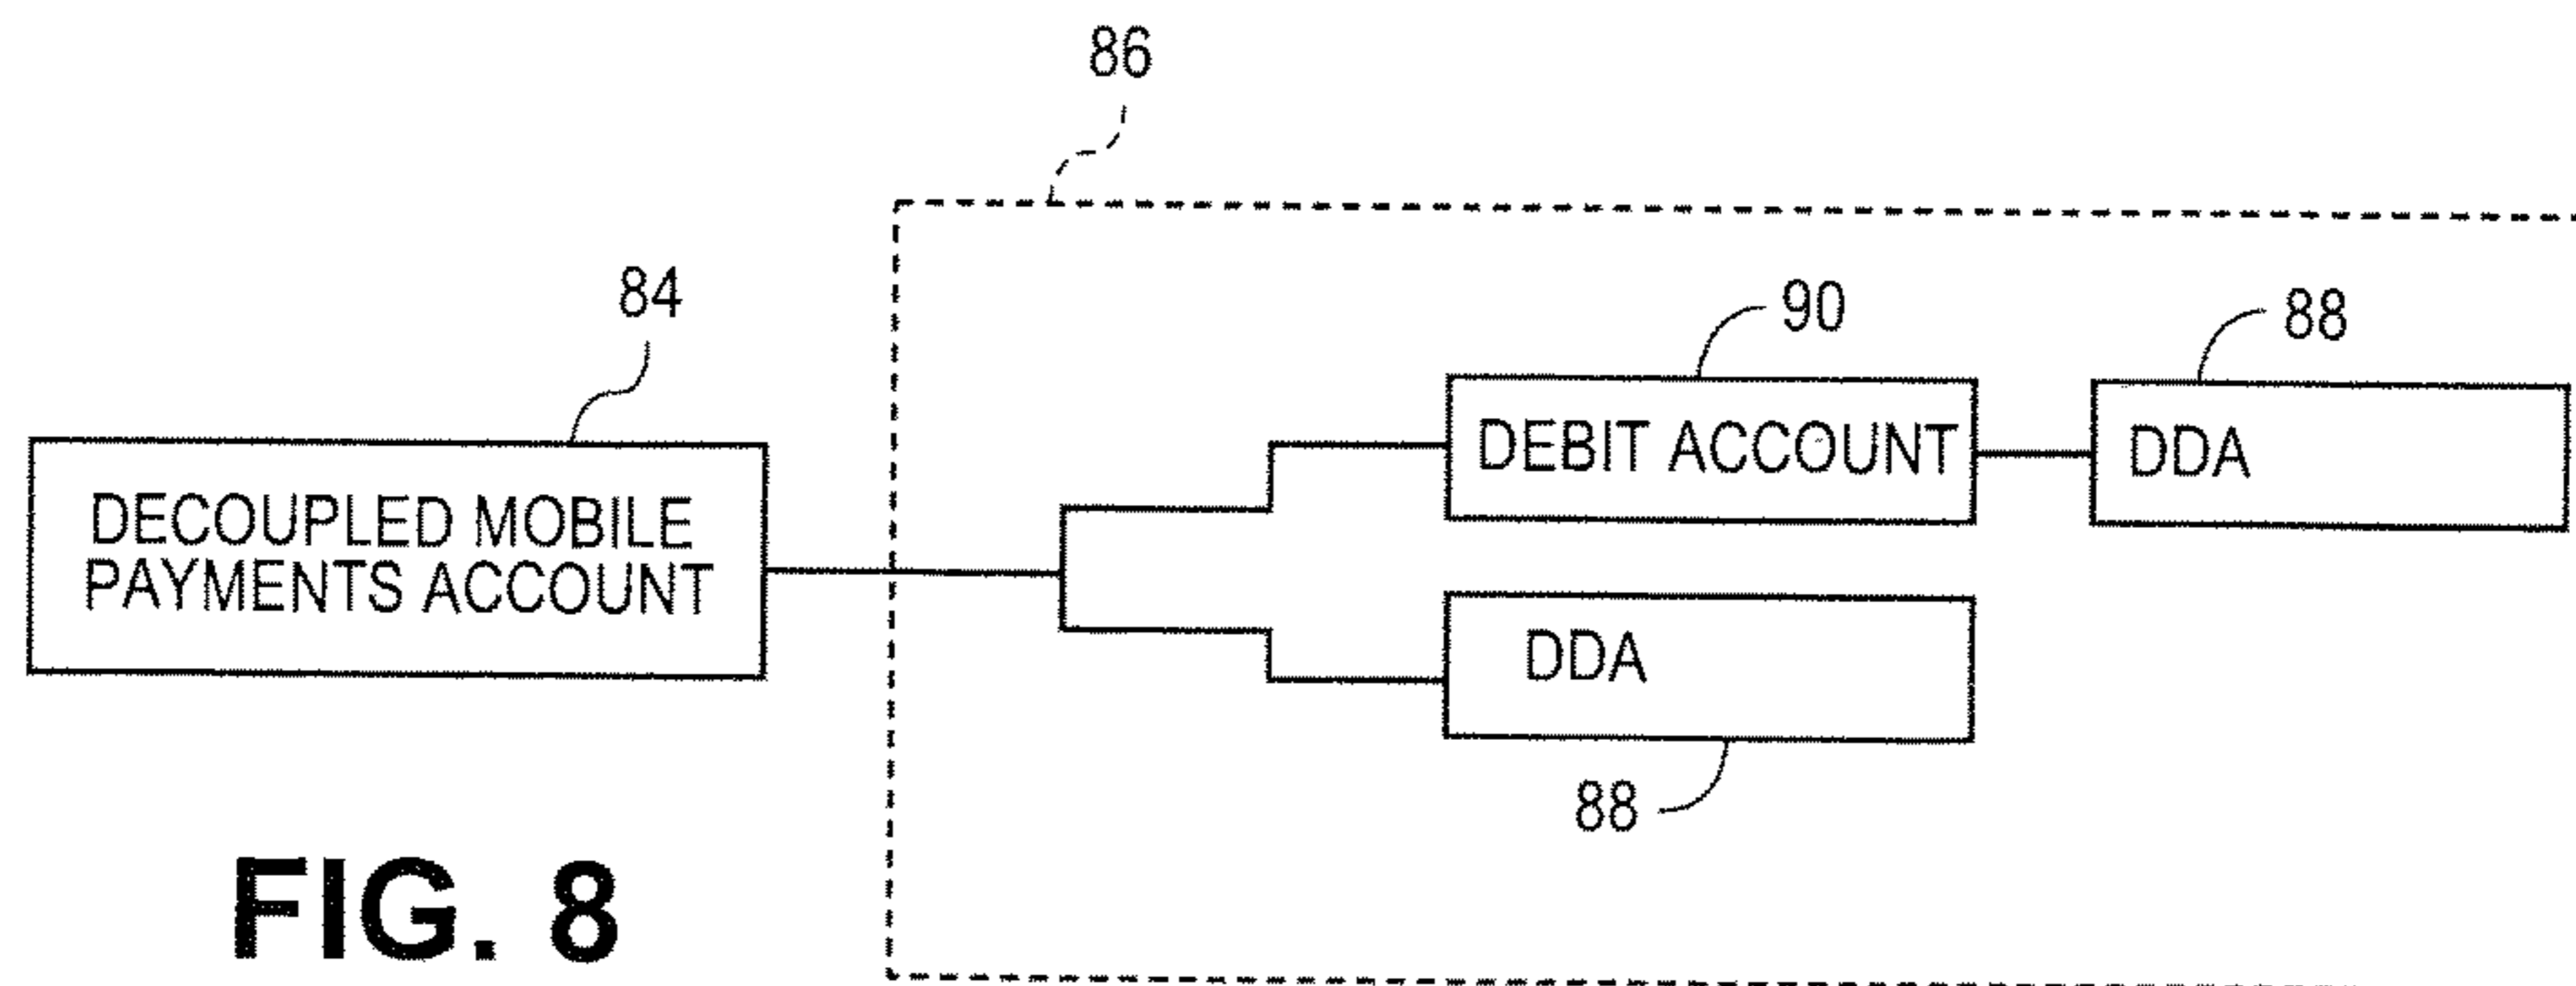 86
84
90
88
DEBIT ACCOUNT
DDA
DECOUPLED MOBILE
PAYMENTS ACCOUNT
DDA
88
FIG. 8